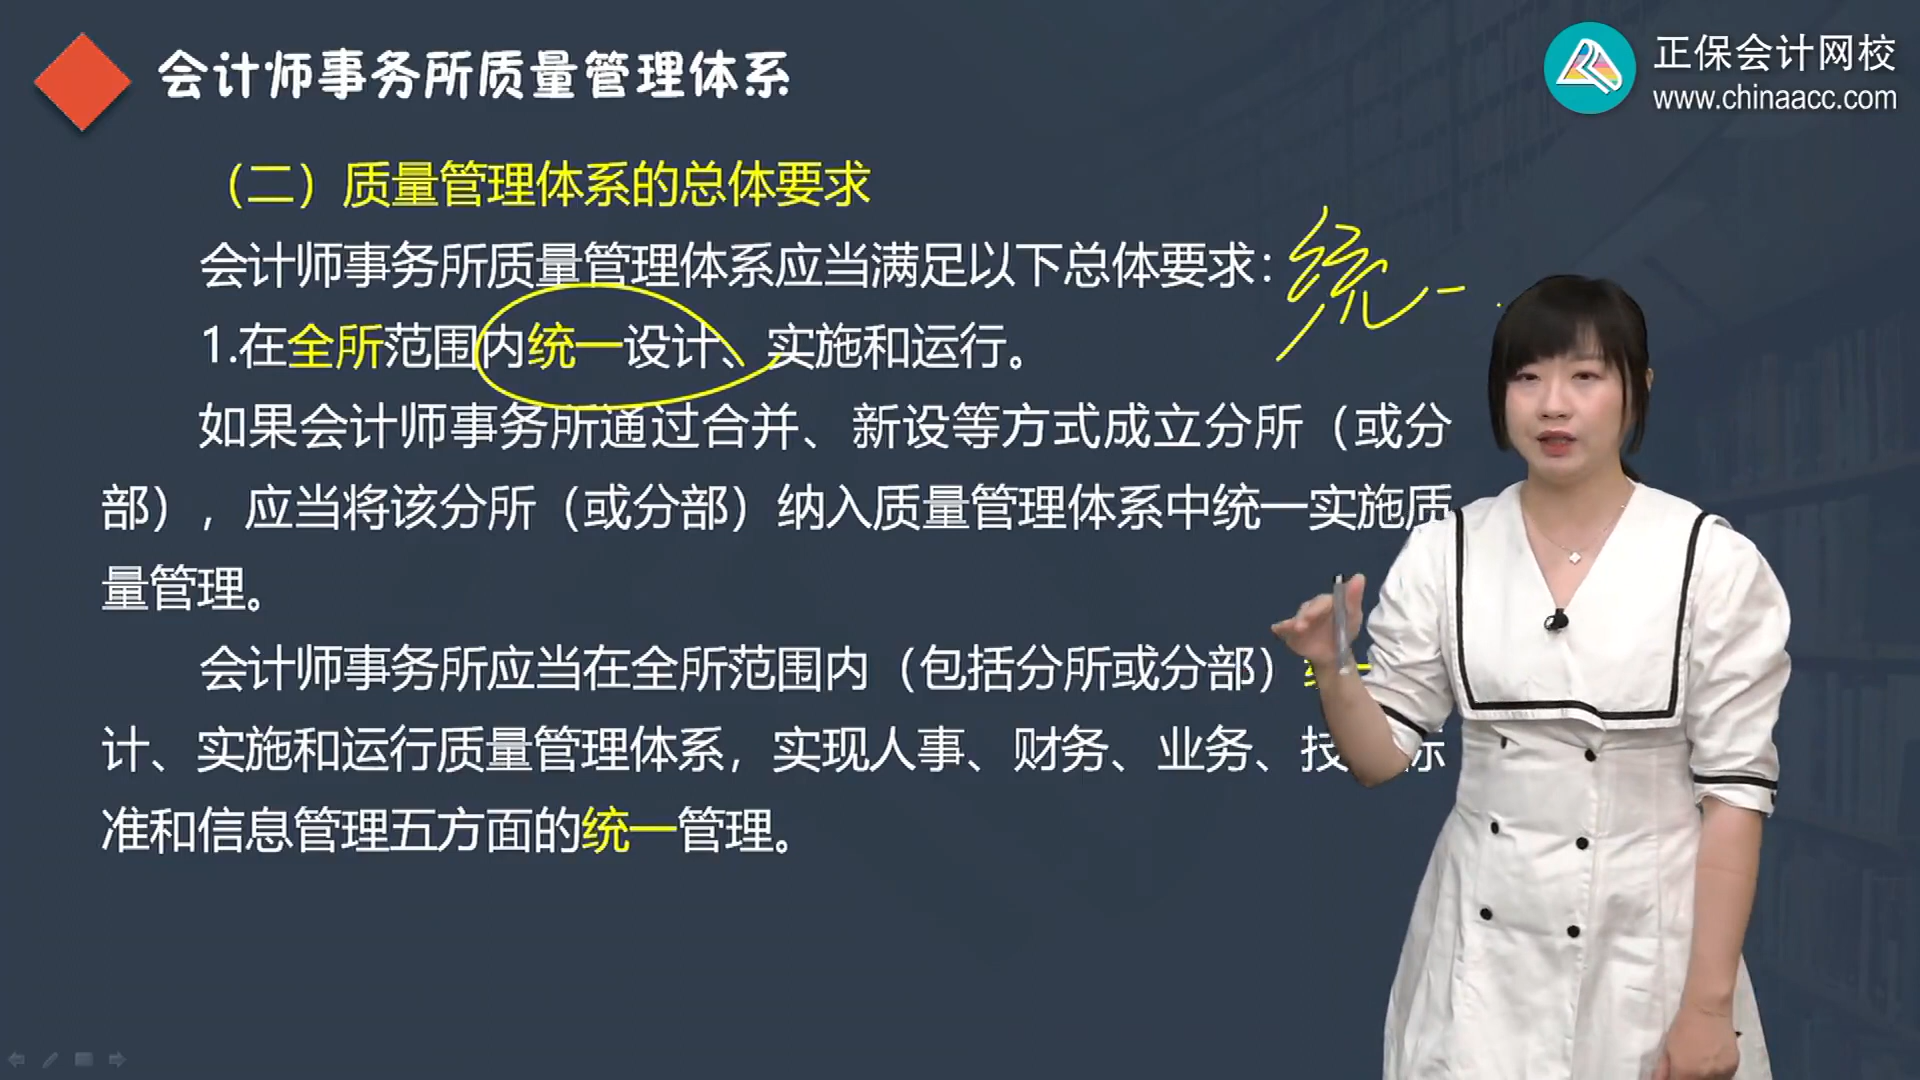 会计师事务所质量管理体系
正保会计网校
www.chinaacc.com
（二）质量管理体系的总体要求
会计师事务所质量管理体系应当满足以下总体要求：
统一
1.在全所范围内统一设计、实施和运行。
如果会计师事务所通过合并、新设等方式成立分所（或分
部），应当将该分所（或分部）纳入质量管理体系中统一实施质
量管理。
会计师事务所应当在全所范围内（包括分所或分部）
计、实施和运行质量管理体系，实现人事、财务、业务、技
准和信息管理五方面的统一管理。